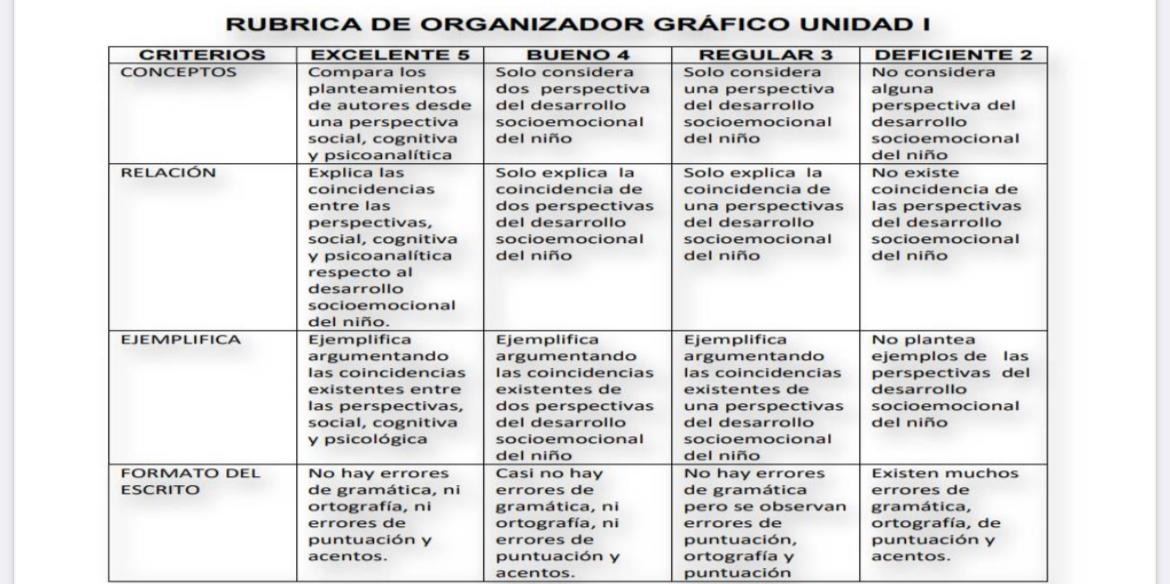 RUBRICA DE ORGANIZADOR GRÁFICO UNIDAD I
CRITERIOS EXCELENTE 5 BUENO 4 REGULAR 3 DEFICIENTE 2
CONCEPTOS
Compara los
planteamientos
de autores desde
una perspectiva
social, cognitiva
y psicoanalítica
Solo considera
dos perspectiva
del desarrollo
socioemocional
del niño
Solo considera
una perspectiva
del desarrollo
socioemocional
del niño
No considera
alguna
perspectiva del
desarrollo
socioemocional
del niño
RELACIÓN
Explica las
coincidencias
entre las
perspectivas,
social, cognitiva
y psicoanalítica
respecto al
desarrollo
socioemocional
del niño.
Solo explica la
coincidencia de
dos perspectivas
del desarrollo
socioemocional
del niño
Solo explica la
coincidencia de
una perspectivas
del desarrollo
socioemocional
del niño
No existe
coincidencia de
las perspectivas
del desarrollo
socioemocional
del niño
EJEMPLIFICA
Ejemplifica
argumentando
las coincidencias
existentes entre
las perspectivas,
social, cognitiva
y psicológica
Ejemplifica
argumentando
las coincidencias
existentes de
dos perspectivas
del desarrollo
socioemocional
del niño
Ejemplifica
argumentando
las coincidencias
existentes de
una perspectivas
del desarrollo
socioemocional
del niño
No plantea
ejemplos de las
perspectivas del
desarrollo
socioemocional
del niño
FORMATO DEL
ESCRITO
No hay errores
de gramática, ni
ortografía, ni
errores de
puntuación y
acentos.
Casi no hay
errores de
gramática, ni
ortografía, ni
errores de
puntuación y
acentos.
No hay errores
de gramática
pero se observan
errores de
puntuación,
ortografía y
puntuación
Existen muchos
errores de
gramática,
ortografía, de
puntuación y
acentos.